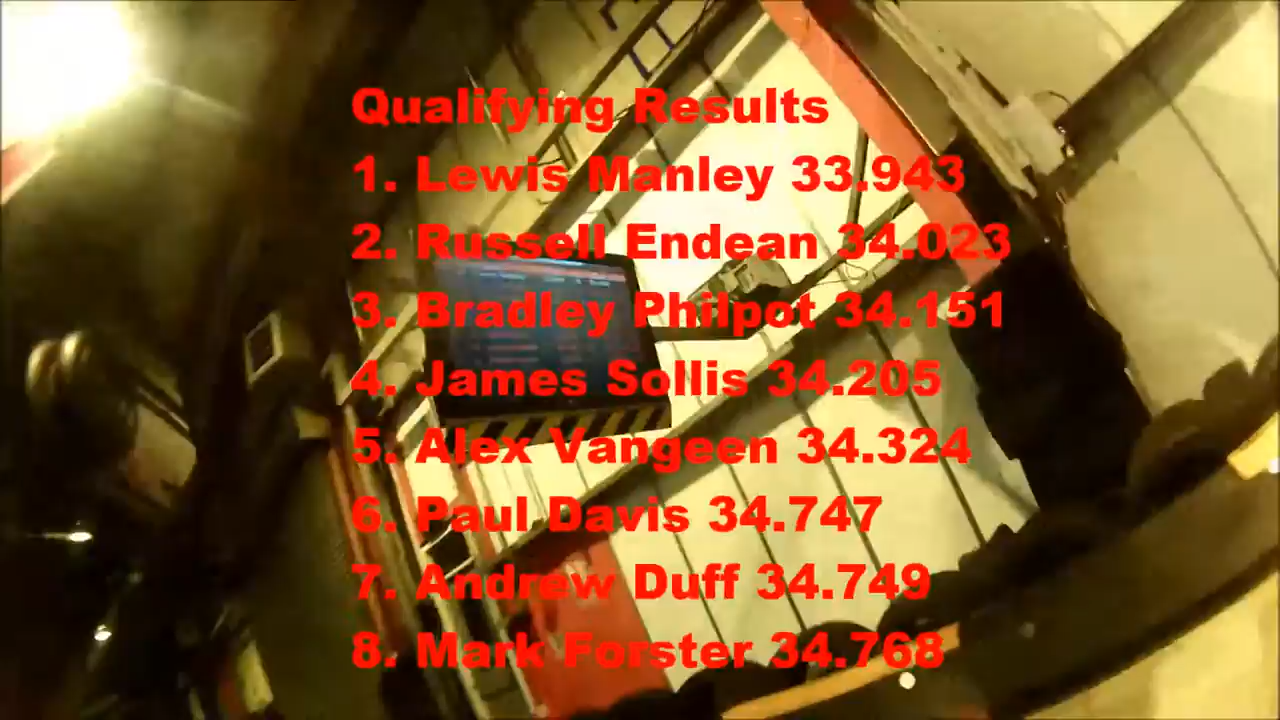 Qualifying Results
1. Lewis Manley 33.943
2. Russell Endean 34.023
3. Bradley Philpot 34.151
4. James Sollis 34.205
5. Alex Vangeen 34.324
6. Paul Davis 34.747
7. Andrew Duff 34.749
8. Mark Forster 34.768